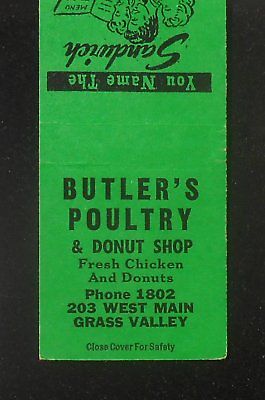 MENU
Sandwich
You Name The
BUTLER'S
POULTRY
& DONUT SHOP
Fresh Chicken
And Donuts
Phone 1802
203 WEST MAIN
GRASS VALLEY
Close Cover For Safety